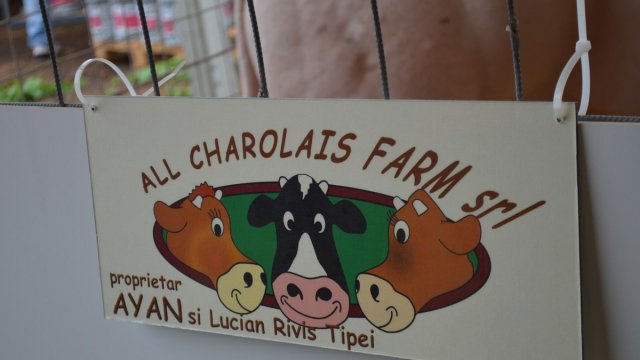 ALL CHAROLAIS FARM srl
proprietar
AYAN si Lucian Rivis Tipei